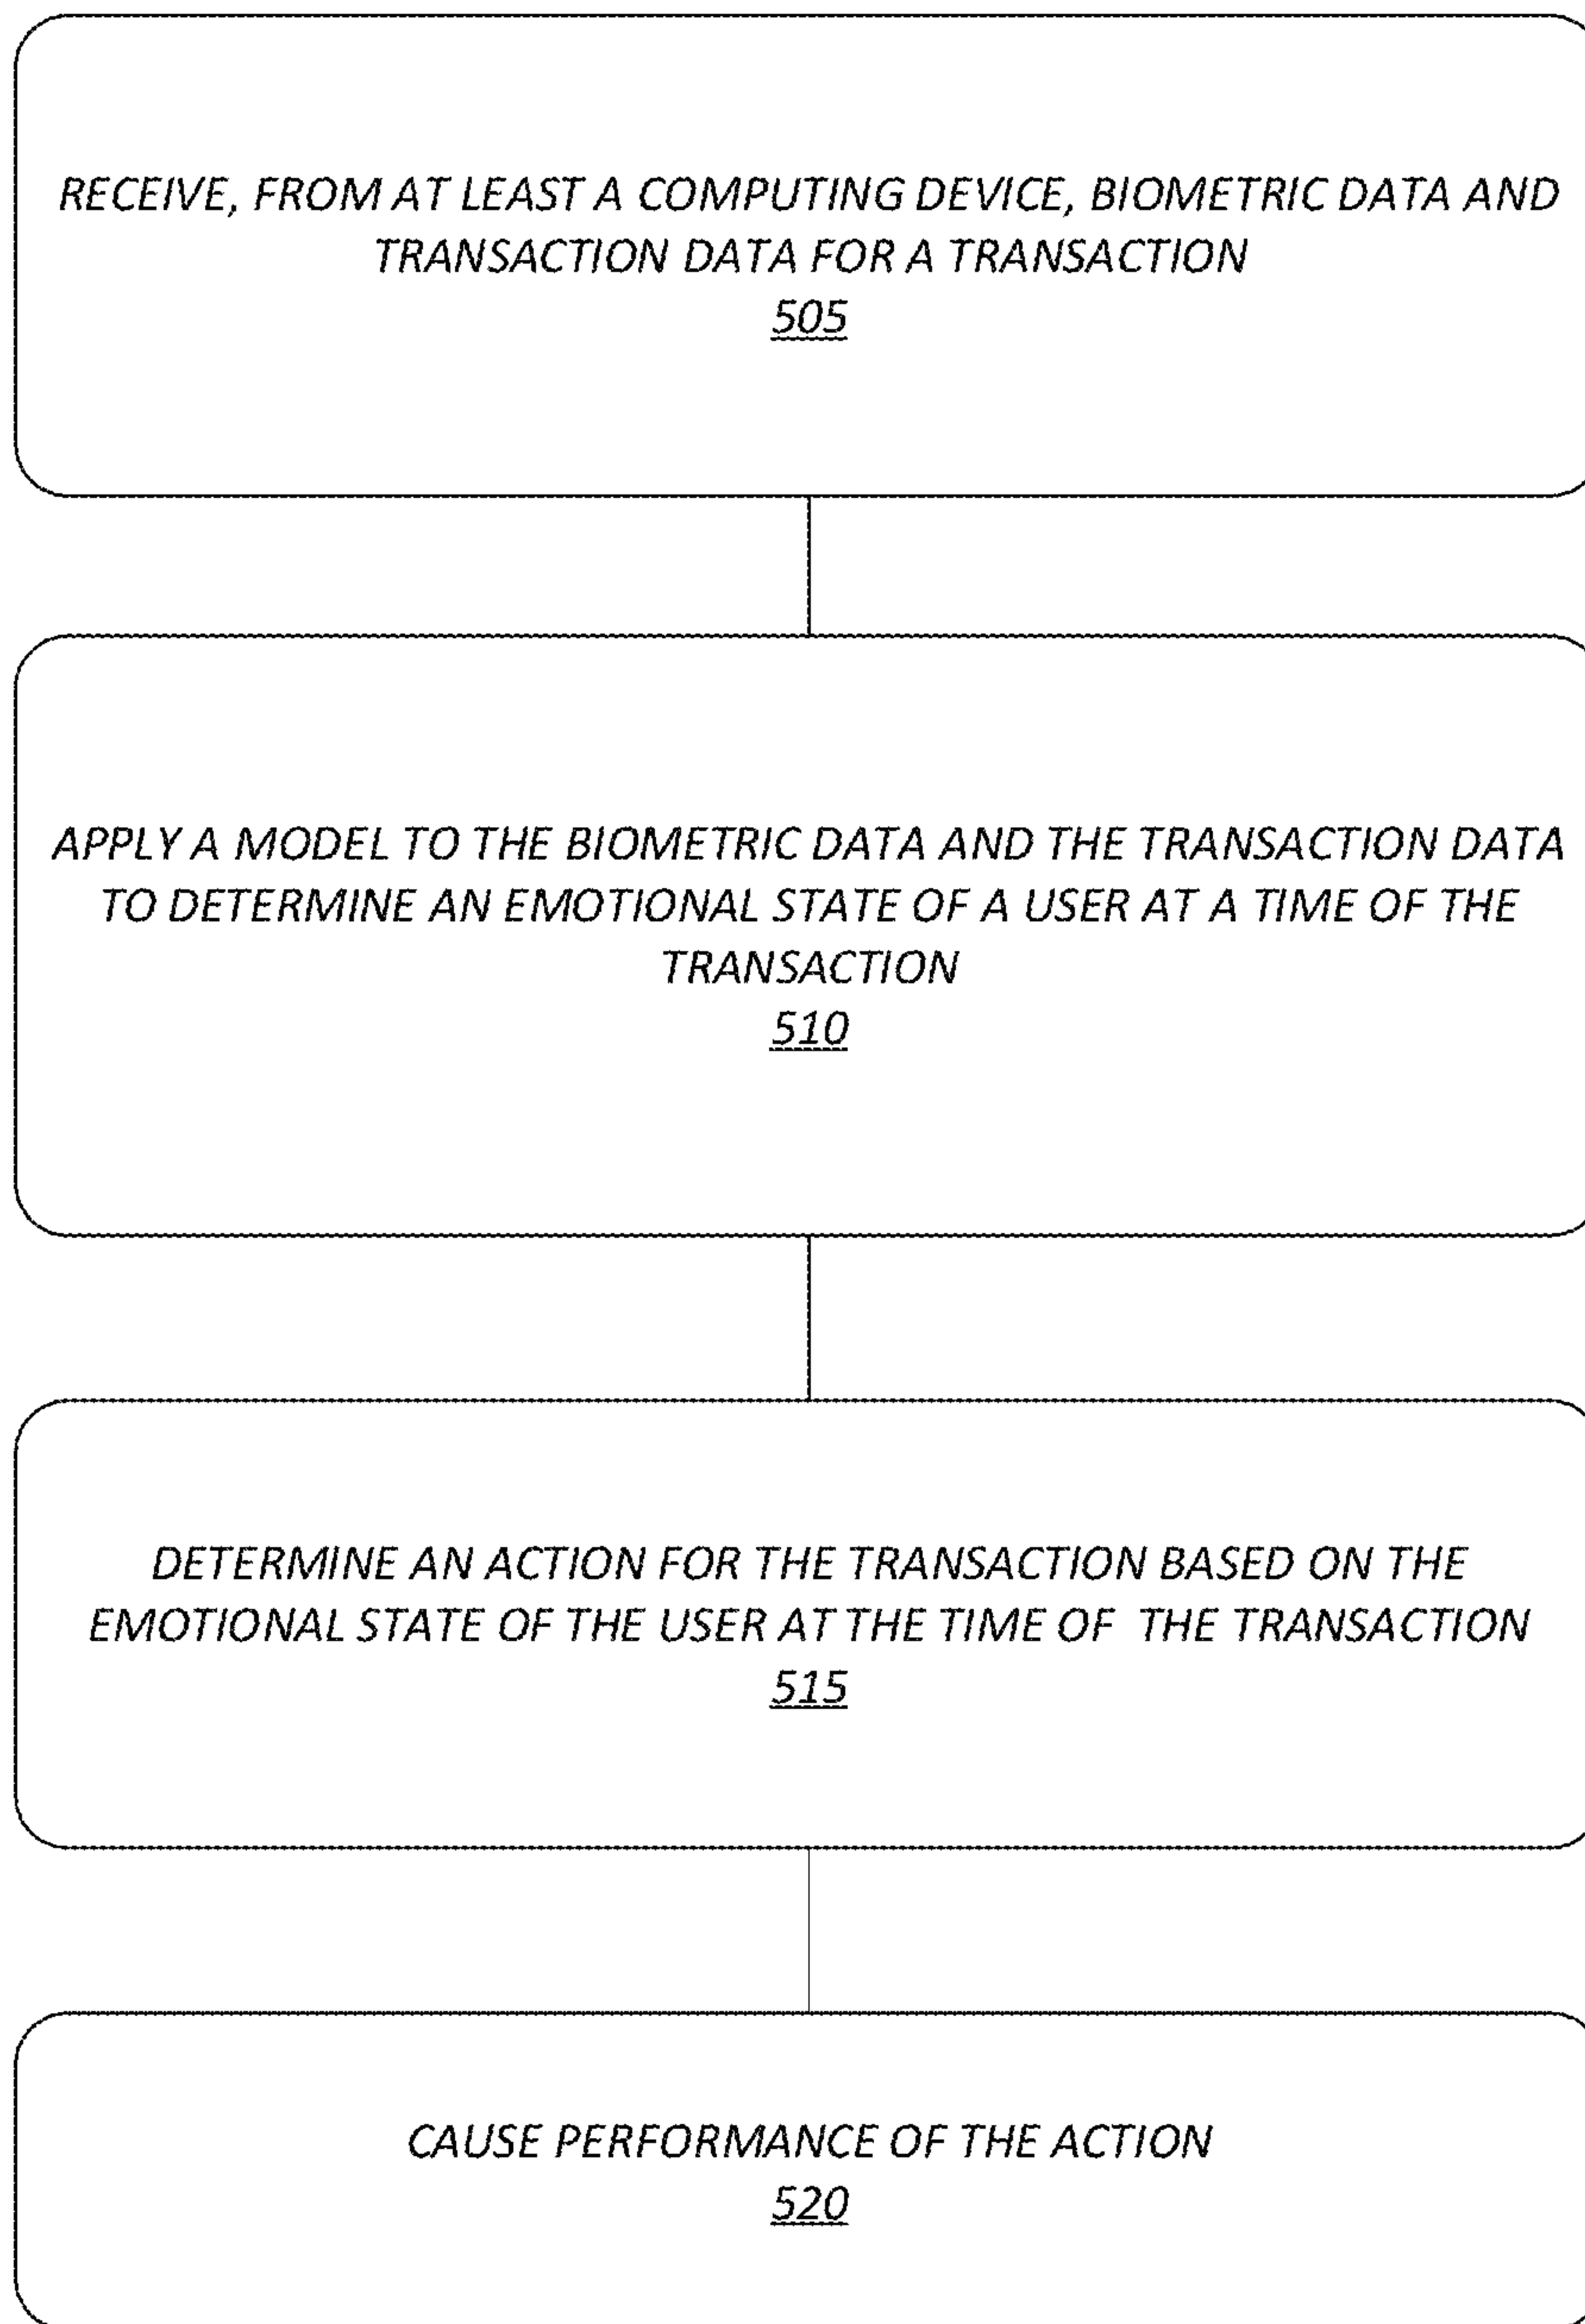 RECEIVE, FROM AT LEAST A COMPUTING DEVICE, BIOMETRIC DATA AND
TRANSACTION DATA FOR A TRANSACTION
505
APPLY A MODEL TO THE BIOMETRIC DATA AND THE TRANSACTION DATA
TO DETERMINE AN EMOTIONAL STATE OF A USER AT A TIME OF THE
TRANSACTION
510
DETERMINE AN ACTION FOR THE TRANSACTION BASED ON THE
EMOTIONAL STATE OF THE USER AT THE TIME OF THE TRANSACTION
515
CAUSE PERFORMANCE OF THE ACTION
520